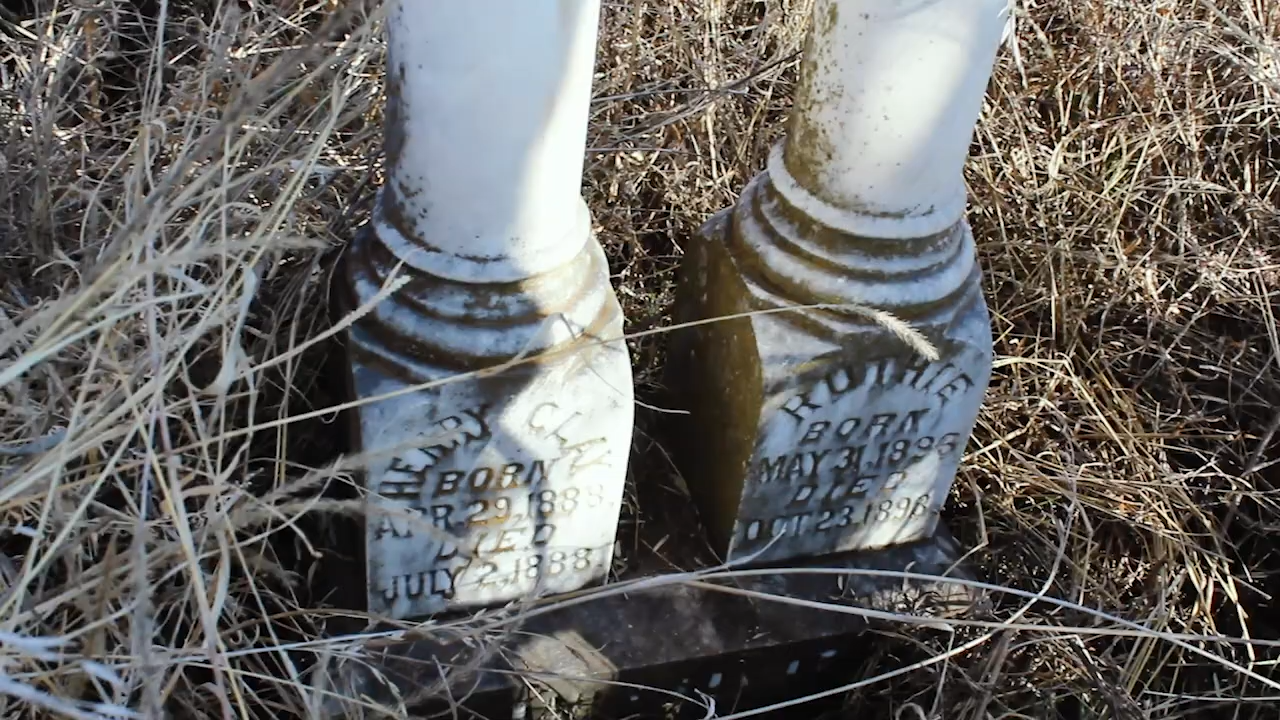 HENRY CLAY
BORN
APR. 29, 1888.
DIED
JULY 2, 1888.
RUTHIE
BORN
MAY 31, 1896
DIED
OCT. 23, 1896.